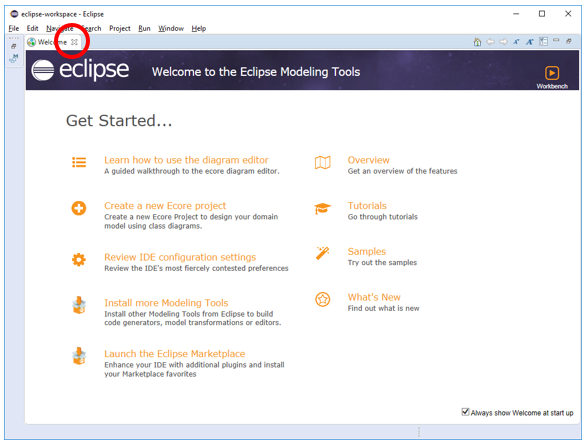 eclipse-workspace - Eclipse
File Edit Navigate Search Project Run Window Help
Welcome
eclipse Welcome to the Eclipse Modeling Tools
Workbench
Get Started...
Learn how to use the diagram editor
A guided walkthrough to the ecore diagram editor.
Overview
Get an overview of the features
Create a new Ecore project
Create a new Ecore Project to design your domain
model using class diagrams.
Tutorials
Go through tutorials
Review IDE configuration settings
Review the IDE's most fiercely contested preferences
Samples
Try out the samples
Install more Modeling Tools
Install other Modeling Tools from Eclipse to build
code generators, model transformations or editors.
What's New
Find out what is new
Launch the Eclipse Marketplace
Enhance your IDE with additional plugins and install
your Marketplace favorites
Always show Welcome at start up